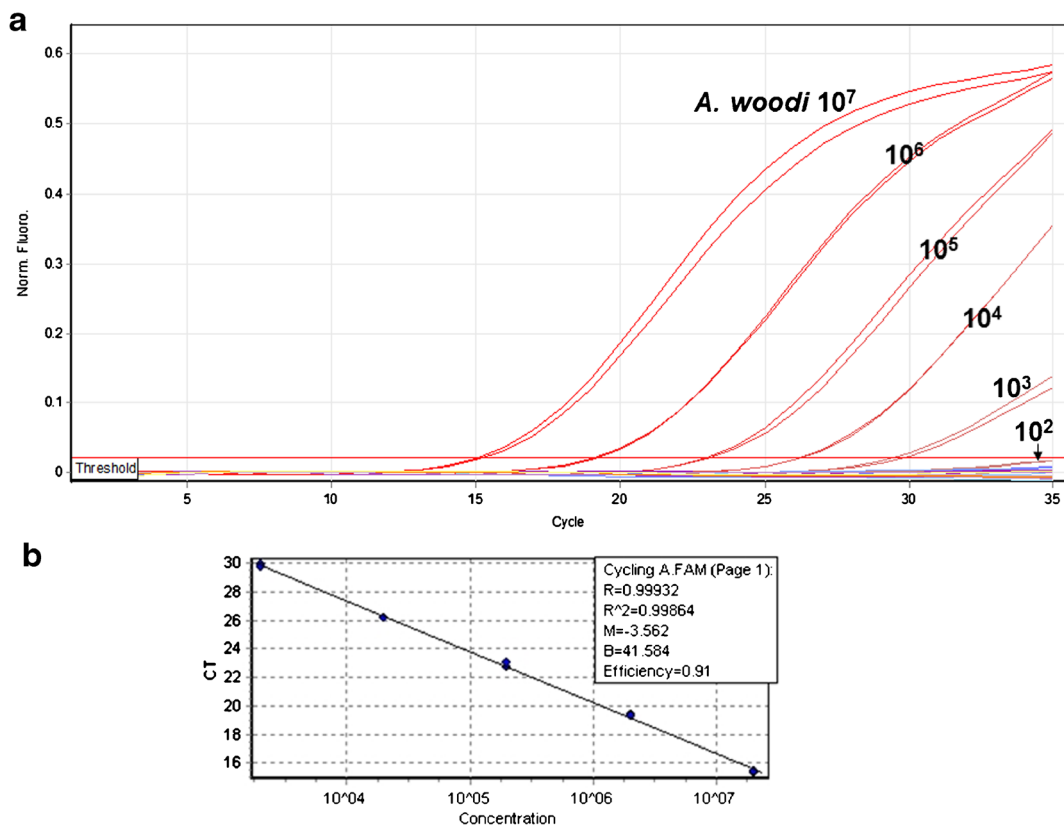 a
0.6
0.5
0.4
0.3
0.2
0.1
0
Norm. Fluoro.
A. woodi 10⁷
10⁶
10⁵
10⁴
10³
10²
Threshold
5 10 15 20 25 30 35
Cycle
b
30
28
26
24
22
20
18
16
CT
Cycling A.FAM (Page 1):
R=0.99932
R^2=0.99864
M=-3.562
B=41.584
Efficiency=0.91
10^04 10^05 10^06 10^07
Concentration